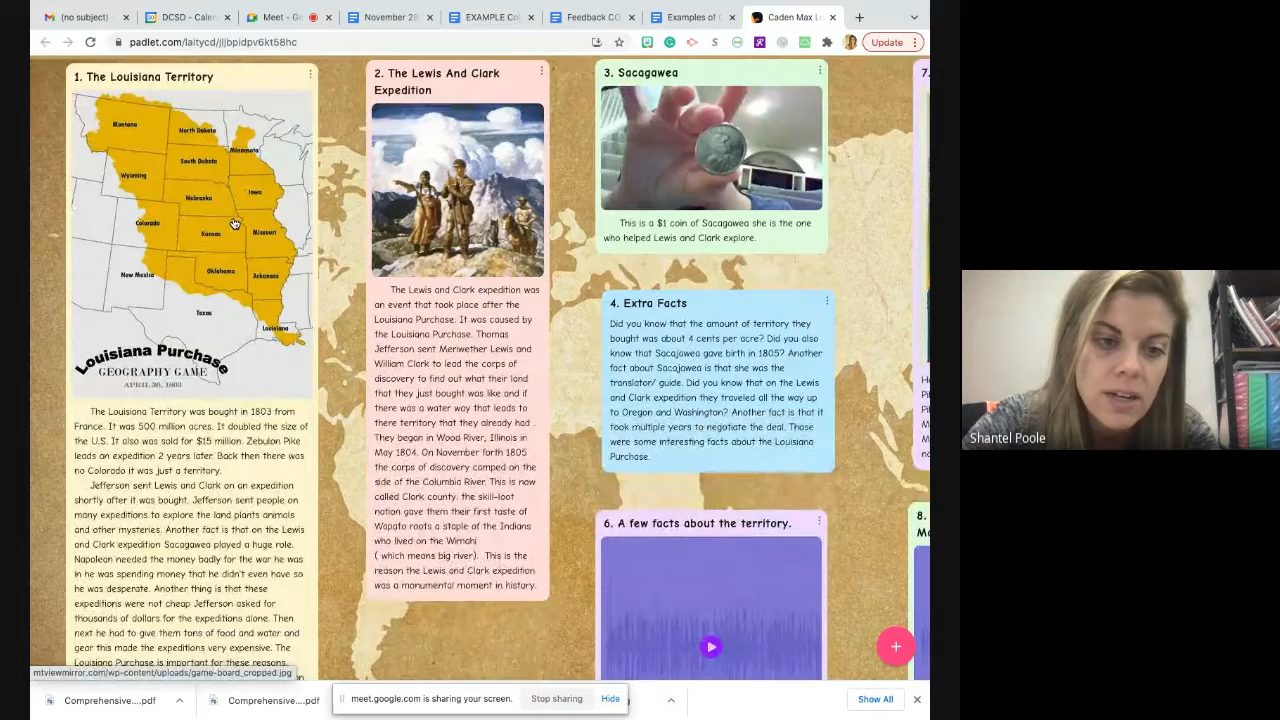 (no subject)
DCSD - Calen
Meet - Go
November 29
EXAMPLE Co
Feedback CO
Examples of C
Caden Max Le
padlet.com/laitycd/jljbpidpv6kt58hc
Update
1. The Louisiana Territory
Montana
North Dakota
Minnesota
South Dakota
Wyoming
Iowa
Nebraska
Colorado
Kansas
Missouri
Oklahoma
New Mexico
Arkansas
Texas
Louisiana
Louisiana Purchase
GEOGRAPHY GAME
APRIL 30, 1803
The Louisiana Territory was bought in 1803 from
France. It was 500 million acres. It doubled the size of
the U.S. It also was sold for $15 million. Zebulon Pike
leads an expedition 2 years later. Back then there was
no Colorado it was just a territory.
Jefferson sent Lewis and Clark on an expedition
shortly after it was bought. Jefferson sent people on
many expeditions to explore the land plants animals
and other mysteries. Another fact is that on the Lewis
and Clark expedition Sacagawea played a huge role.
Napoleon needed the money badly for the war he was
in he was spending money that he didn't even have so
he was desperate. Another thing is that these
expeditions were not cheap Jefferson asked for
thousands of dollars for the expeditions alone. Then
next he had to give them tons of food and water and
gear this made the expeditions very expensive. The
Louisiana Purchase is important for these reasons.
mtviewmirror.com/wp-content/uploads/game-board_cropped.jpg
2. The Lewis And Clark
Expedition
The Lewis and Clark expedition was
an event that took place after the
Louisiana Purchase. It was caused by
the Louisiana Purchase. Thomas
Jefferson sent Meriwether Lewis and
William Clark to lead the corps of
discovery to find out what their land
that they just bought was like and if
there was a water way that leads to
there territory that they already had .
They began in Wood River, Illinois in
May 1804. On November forth 1805
the corps of discovery camped on the
side of the Columbia River. This is now
called Clark county. the skil-loot
nation gave them their first taste of
Wapato roots a staple of the Indians
who lived on the Wimahl
( which means big river). This is the
reason the Lewis and Clark expedition
was a monumental moment in history.
3. Sacagawea
This is a $1 coin of Sacagawea she is the one
who helped Lewis and Clark explore.
4. Extra Facts
Did you know that the amount of territory they
bought was about 4 cents per acre? Did you also
know that Sacajawea gave birth in 1805? Another
fact about Sacajowea is that she was the
translator/ guide. Did you know that on the Lewis
and Clark expedition they traveled all the way up
to Oregon and Washington? Another fact is that it
took multiple years to negotiate the deal. Those
were some interesting facts about the Louisiana
Purchase.
6. A few facts about the territory.
7.
8.
Shantel Poole
Comprehensive....pdf
Comprehensive....pdf
meet.google.com is sharing your screen.
Stop sharing
Hide
Show All